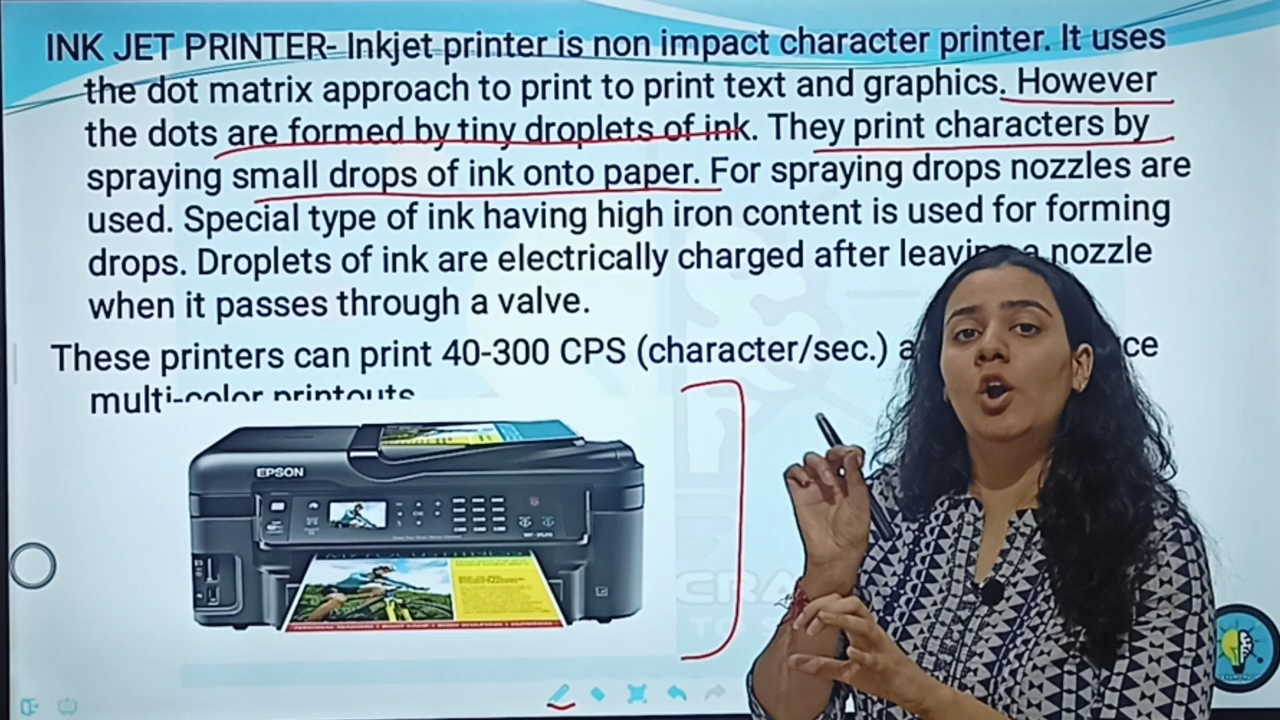 INK JET PRINTER- Inkjet printer is non impact character printer. It uses
the dot matrix approach to print to print text and graphics. However
the dots are formed by tiny droplets of ink. They print characters by
spraying small drops of ink onto paper. For spraying drops nozzles are
used. Special type of ink having high iron content is used for forming
drops. Droplets of ink are electrically charged after leaving a nozzle
when it passes through a valve.
These printers can print 40-300 CPS (character/sec.) a ce
multi-color printouts
EPSON